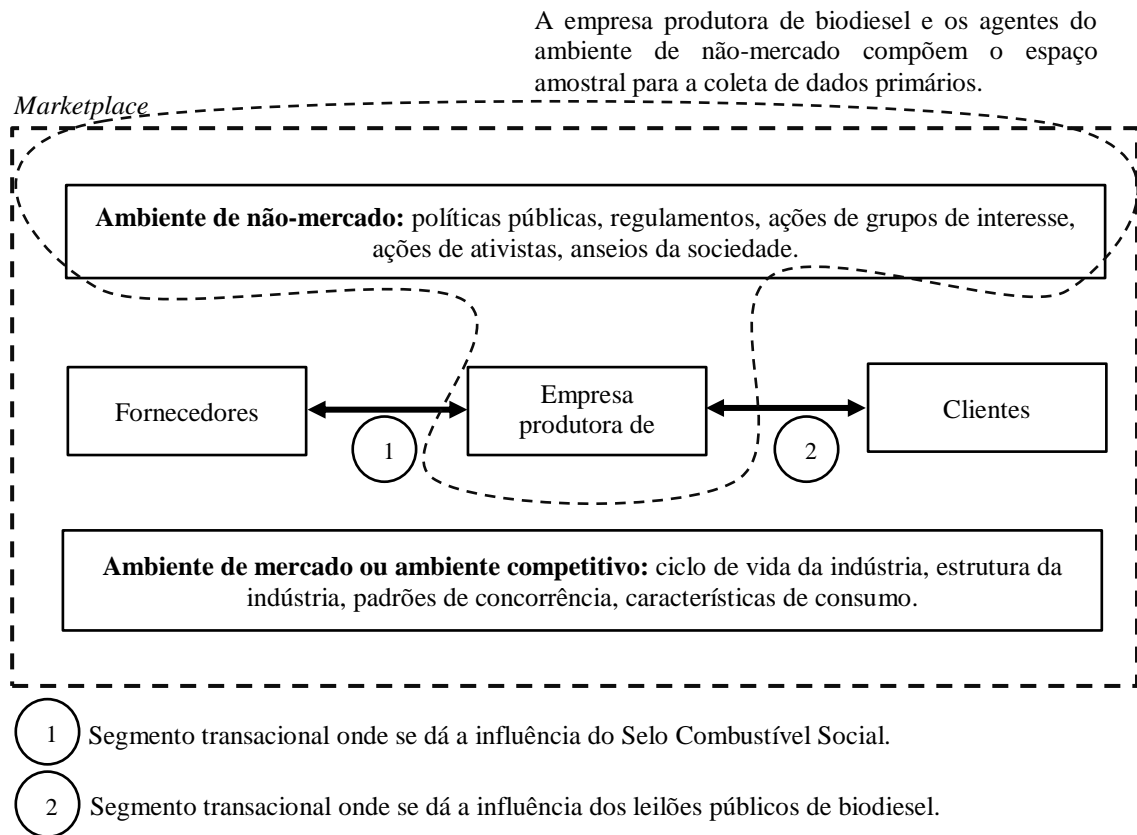 A empresa produtora de biodiesel e os agentes do
ambiente de não-mercado compõem o espaço
amostral para a coleta de dados primários.
Marketplace
Ambiente de não-mercado: políticas públicas, regulamentos, ações de grupos de interesse,
ações de ativistas, anseios da sociedade.
Fornecedores
1
Empresa
produtora de
2
Clientes
Ambiente de mercado ou ambiente competitivo: ciclo de vida da indústria, estrutura da
indústria, padrões de concorrência, características de consumo.
1 Segmento transacional onde se dá a influência do Selo Combustível Social.
2 Segmento transacional onde se dá a influência dos leilões públicos de biodiesel.